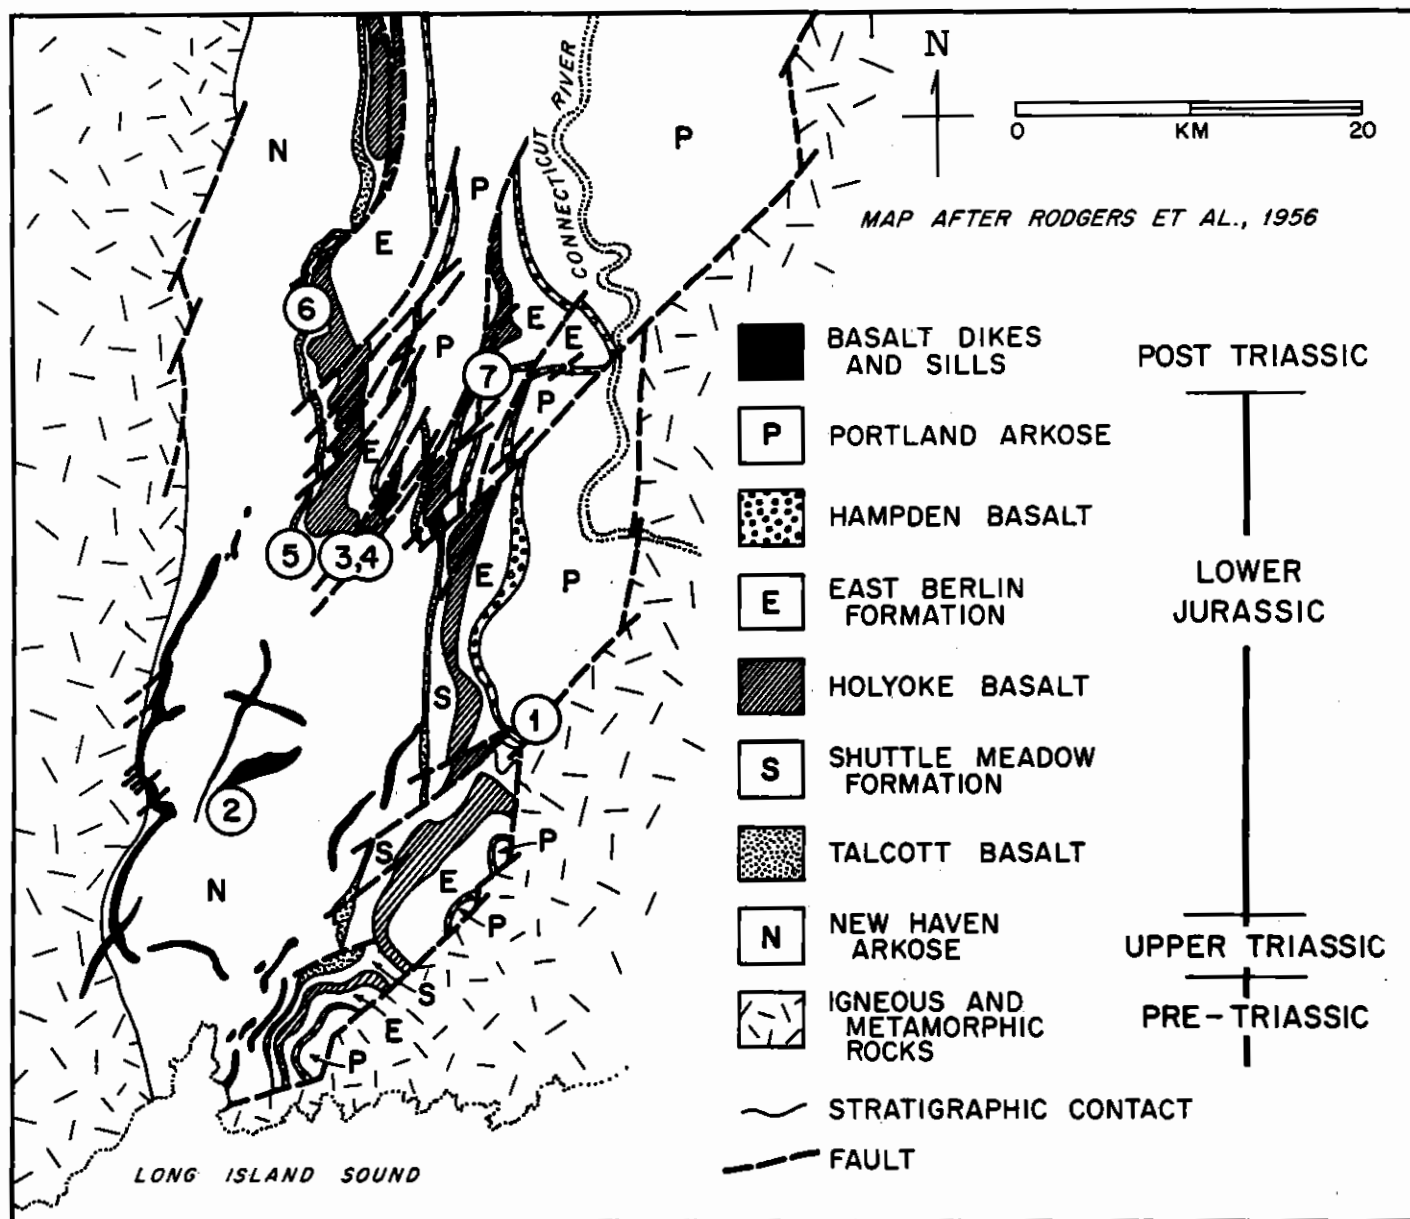 N
0 KM 20
MAP AFTER RODGERS ET AL., 1956
CONNECTICUT RIVER
N
P
P
E
6
E
E
P
7
P
E
5
3,4
E
P
S
1
2
S
P
E
N
P
S
E
P
LONG ISLAND SOUND
BASALT DIKES
AND SILLS
POST TRIASSIC
P
PORTLAND ARKOSE
HAMPDEN BASALT
E
EAST BERLIN
FORMATION
LOWER
JURASSIC
HOLYOKE BASALT
S
SHUTTLE MEADOW
FORMATION
TALCOTT BASALT
N
NEW HAVEN
ARKOSE
UPPER TRIASSIC
IGNEOUS AND
METAMORPHIC
ROCKS
PRE-TRIASSIC
STRATIGRAPHIC CONTACT
FAULT